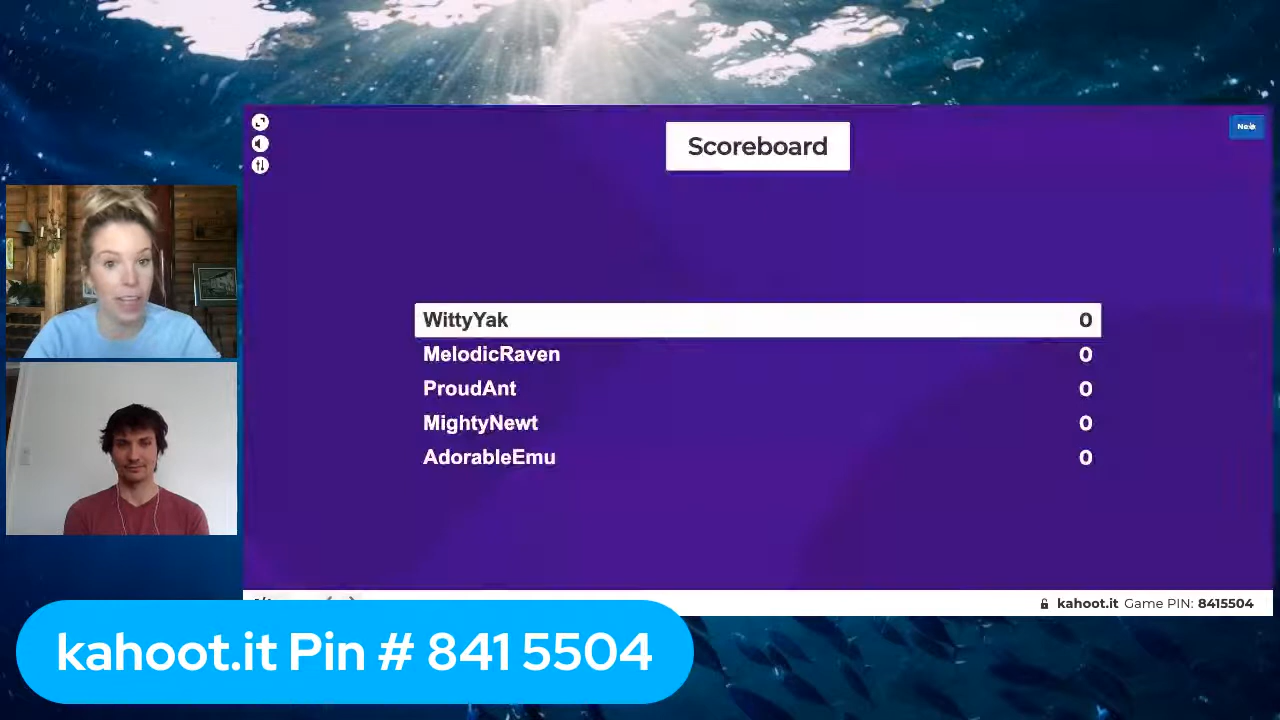 Scoreboard
WittyYak 0
MelodicRaven 0
ProudAnt 0
MightyNewt 0
AdorableEmu 0
kahoot.it Game PIN: 8415504
kahoot.it Pin # 841 5504